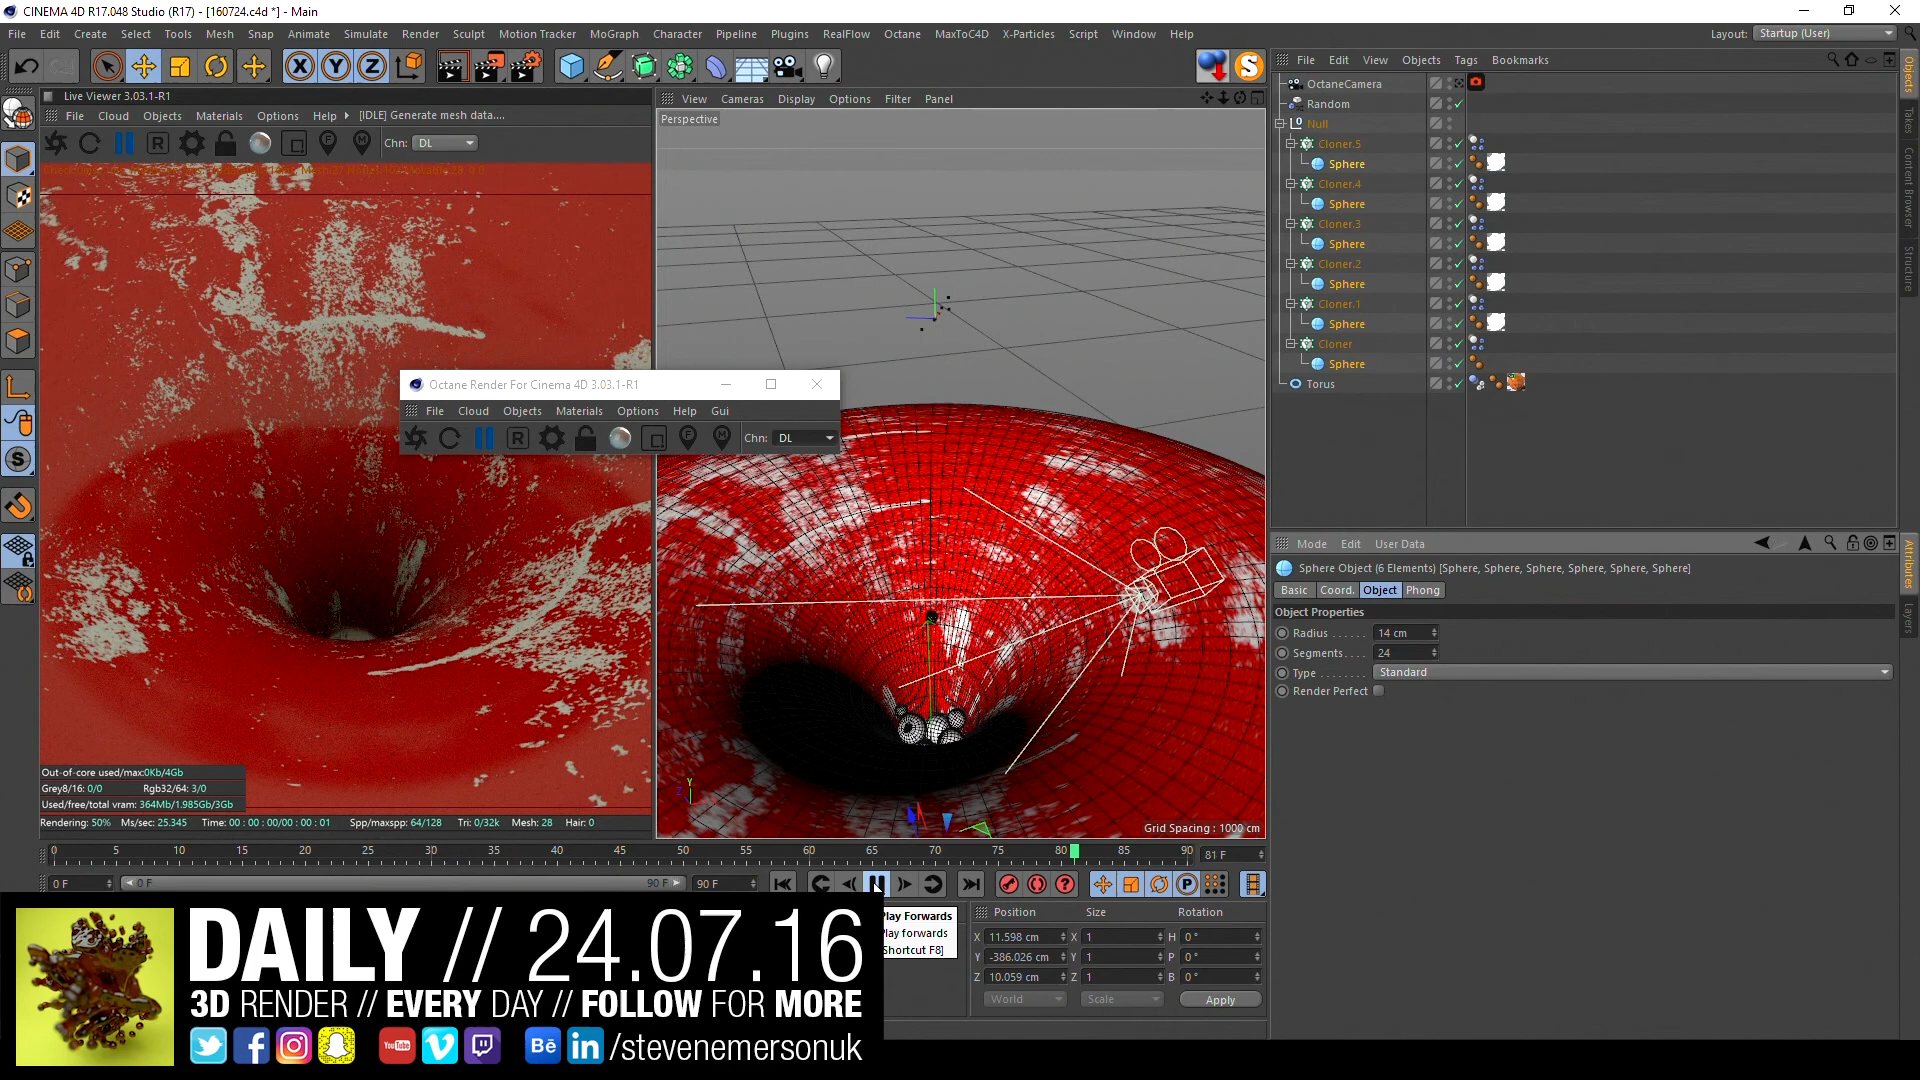 CINEMA 4D R17.048 Studio (R17) - [160724.c4d *] - Main
File Edit Create Select Tools Mesh Snap Animate Simulate Render Sculpt Motion Tracker MoGraph Character Pipeline Plugins RealFlow Octane MaxToC4D X-Particles Script Window Help
Layout: Startup (User)
X Y Z
S
Live Viewer 3.03.1-R1
File Cloud Objects Materials Options Help [IDLE] Generate mesh data....
R Chn: DL
View Cameras Display Options Filter Panel
Perspective
Octane Render For Cinema 4D 3.03.1-R1
File Cloud Objects Materials Options Help Gui
R Chn: DL
Out-of-core used/max:0Kb/4Gb
Grey8/16: 0/0 Rgb32/64: 3/0
Used/free/total vram: 364Mb/1.985Gb/3Gb
Rendering: 50% Ms/sec: 25.345 Time: 00 : 00 : 00/00 : 00 : 01 Spp/maxspp: 64/128 Tri: 0/32k Mesh: 28 Hair: 0
Y
Z
Grid Spacing : 1000 cm
0 5 10 15 20 25 30 35 40 45 50 55 60 65 70 75 80 85 90 81 F
0 F 0 F 90 F 90 F P
Play Forwards
Play forwards
Shortcut F8]
Position Size Rotation
X 11.598 cm X 1 H 0 °
Y -386.026 cm Y 1 P 0 °
Z 10.059 cm Z 1 B 0 °
World Scale Apply
File Edit View Objects Tags Bookmarks
OctaneCamera
Random
Null
Cloner.5
Sphere
Cloner.4
Sphere
Cloner.3
Sphere
Cloner.2
Sphere
Cloner.1
Sphere
Cloner
Sphere
Torus
Objects
Takes
Content Browser
Structure
Mode Edit User Data
Sphere Object (6 Elements) [Sphere, Sphere, Sphere, Sphere, Sphere, Sphere]
Basic Coord. Object Phong
Object Properties
Radius ...... 14 cm
Segments.... 24
Type ....... Standard
Render Perfect
Attributes
Layers
DAILY // 24.07.16
3D RENDER // EVERY DAY // FOLLOW FOR MORE
YouTube Bē in /stevenemersonuk